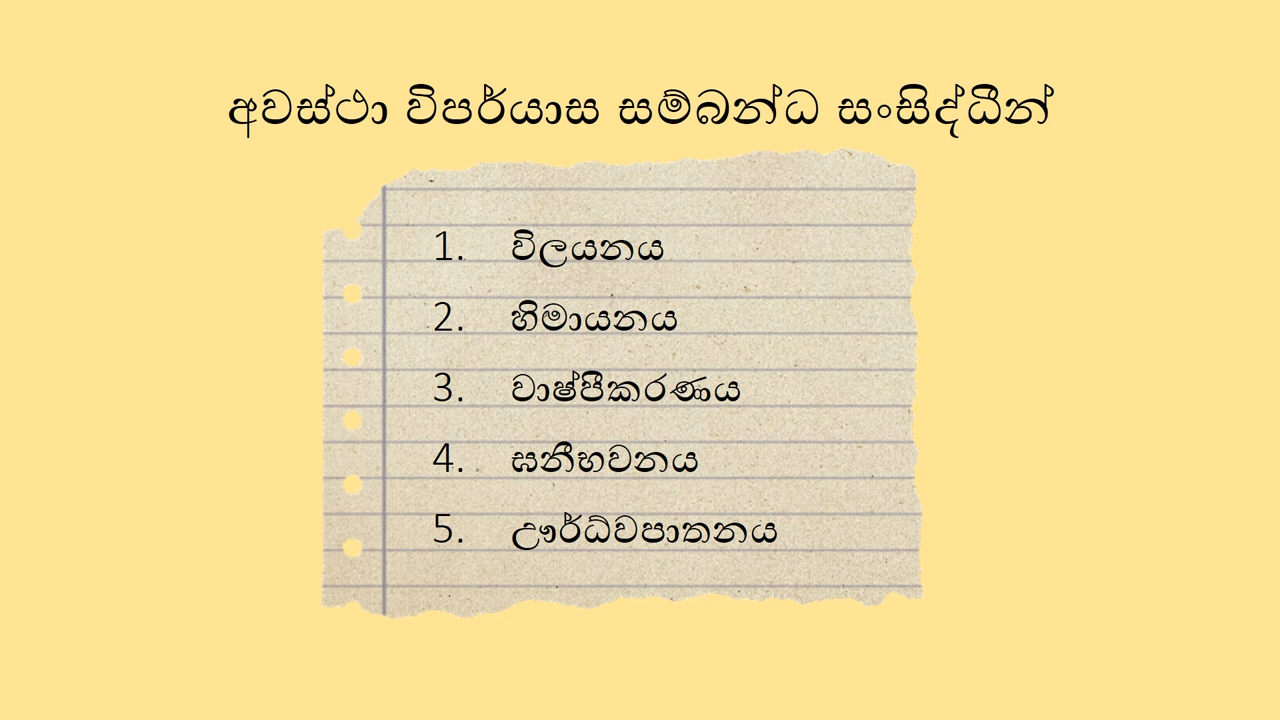 අවස්ථා විපර්යාස සම්බන්ධ සංසිද්ධීන්
1. විලයනය
2. හිමායනය
3. වාෂ්පීකරණය
4. ඝනීභවනය
5. ඌර්ධ්වපාතනය